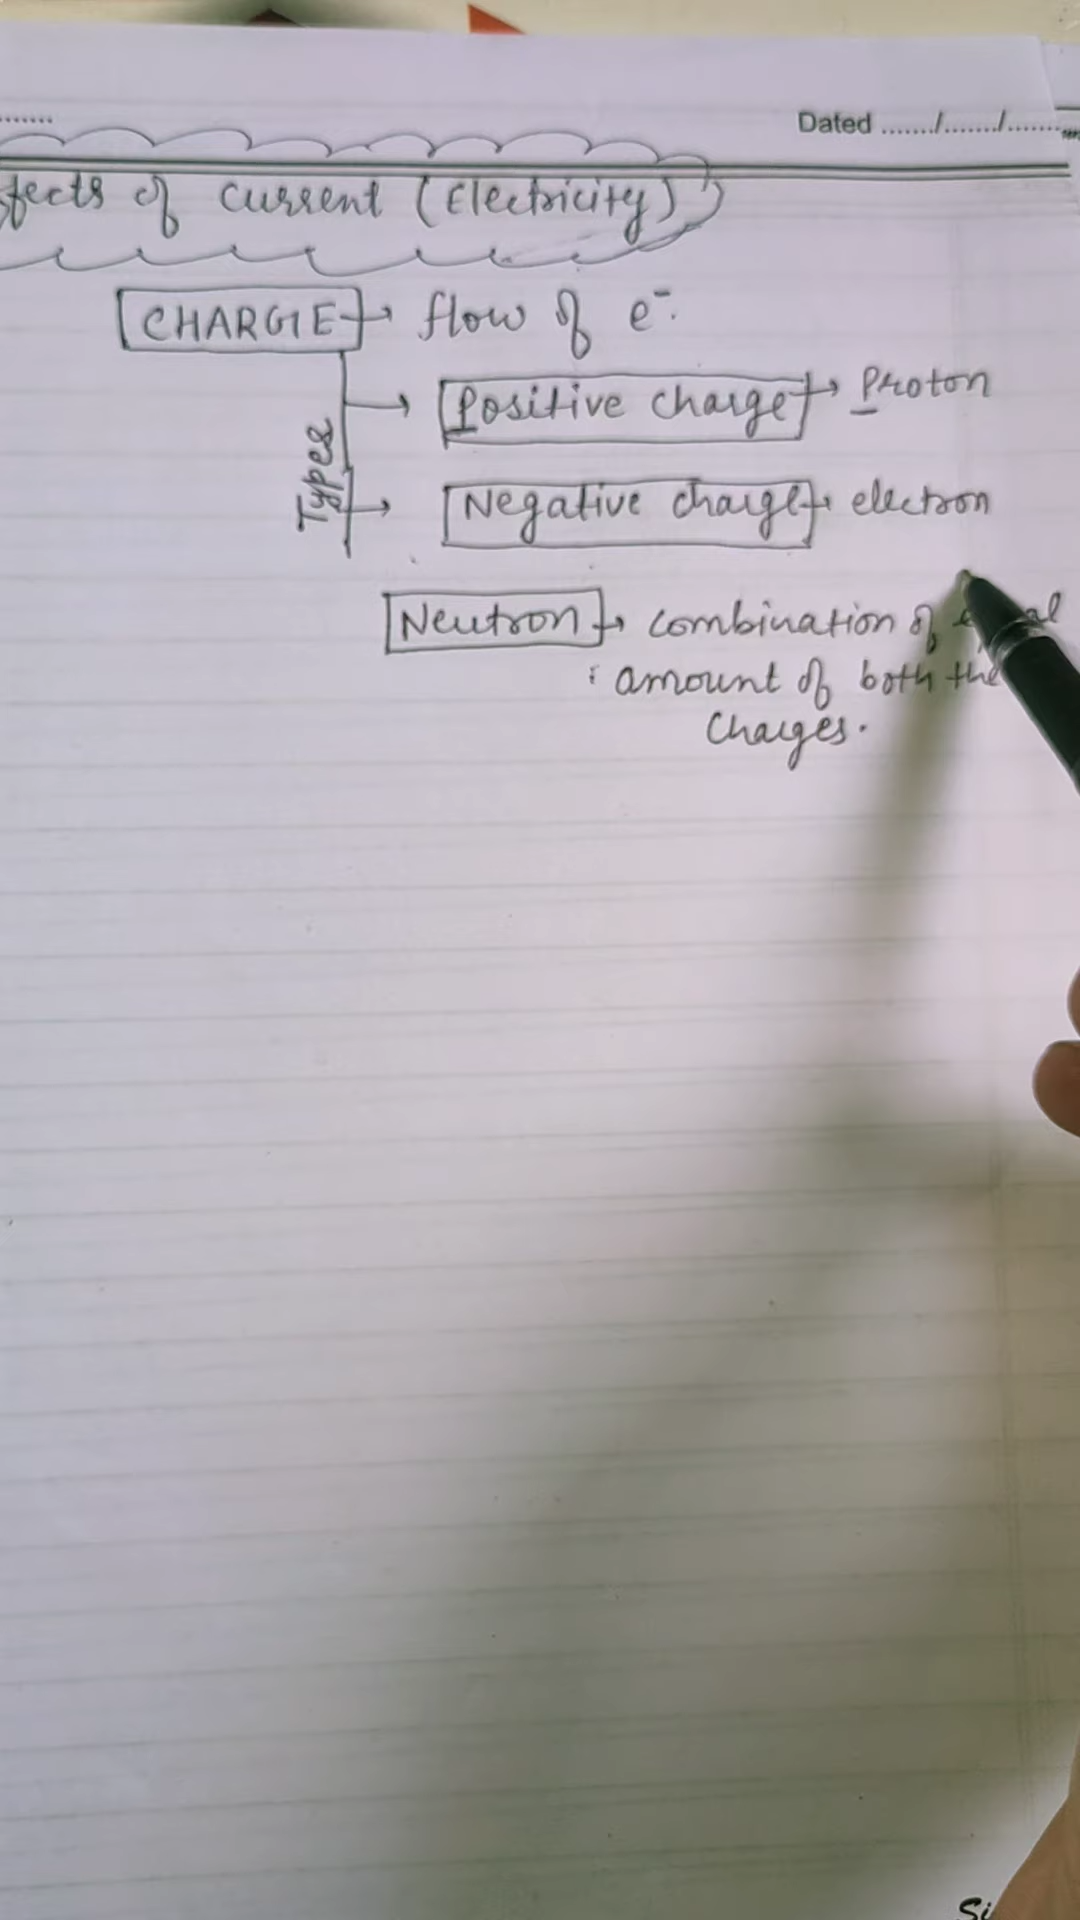 Dated ......./......./.......
ffects of current (Electricity)
CHARGE → flow of e⁻.
Types
→ Positive charge → Proton
→ Negative charge → electron
Neutron → combination of
amount of both the
Charges.